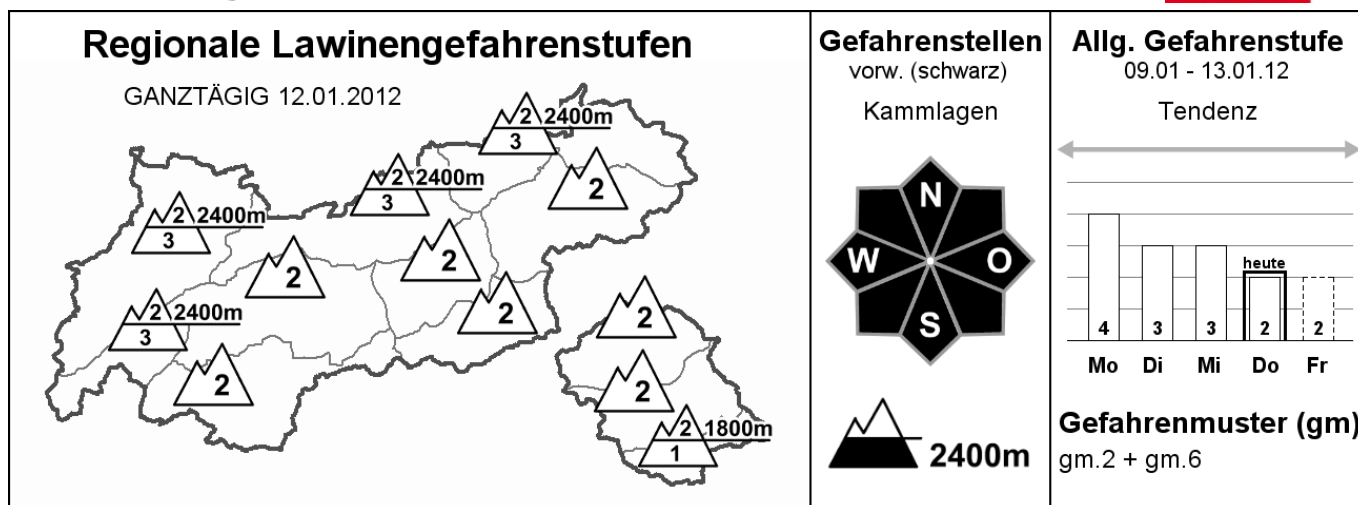 Regionale Lawinengefahrenstufen
GANZTÄGIG 12.01.2012
2 2400m
3
2 2400m
3
2
2 2400m
3
2
2
2 2400m
3
2
2
2
2
2 1800m
1
Gefahrenstellen
vorw. (schwarz)
Kammlagen
N
W O
S
2400m
Allg. Gefahrenstufe
09.01 - 13.01.12
Tendenz
heute
4 3 3 2 2
Mo Di Mi Do Fr
Gefahrenmuster (gm)
gm.2 + gm.6